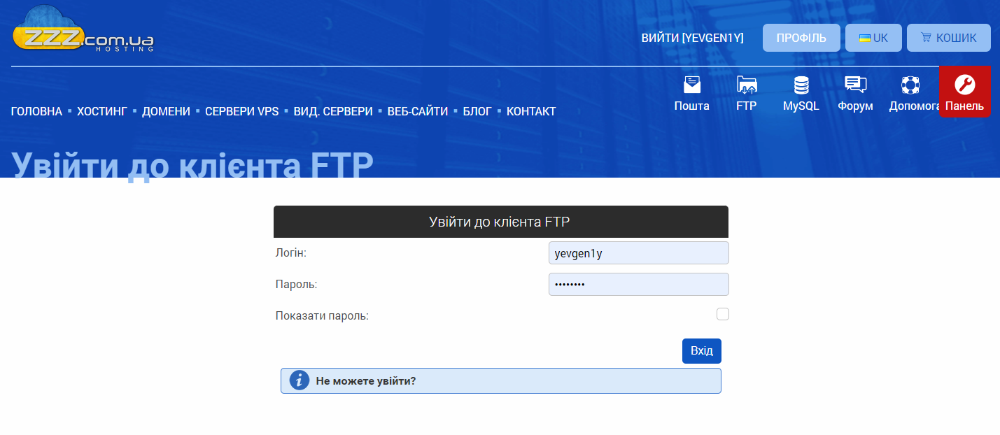 ZZZ.com.ua
HOSTING
ВИЙТИ [YEVGEN1Y]
ПРОФІЛЬ
UK
КОШИК
ГОЛОВНА ▪ ХОСТИНГ ▪ ДОМЕНИ ▪ СЕРВЕРИ VPS ▪ ВИД. СЕРВЕРИ ▪ ВЕБ-САЙТИ ▪ БЛОГ ▪ КОНТАКТ
Пошта
FTP
MySQL
Форум
Допомога
Панель
Увійти до клієнта FTP
Увійти до клієнта FTP
Логін:
yevgen1y
Пароль:
••••••••
Показати пароль:
Вхід
Не можете увійти?